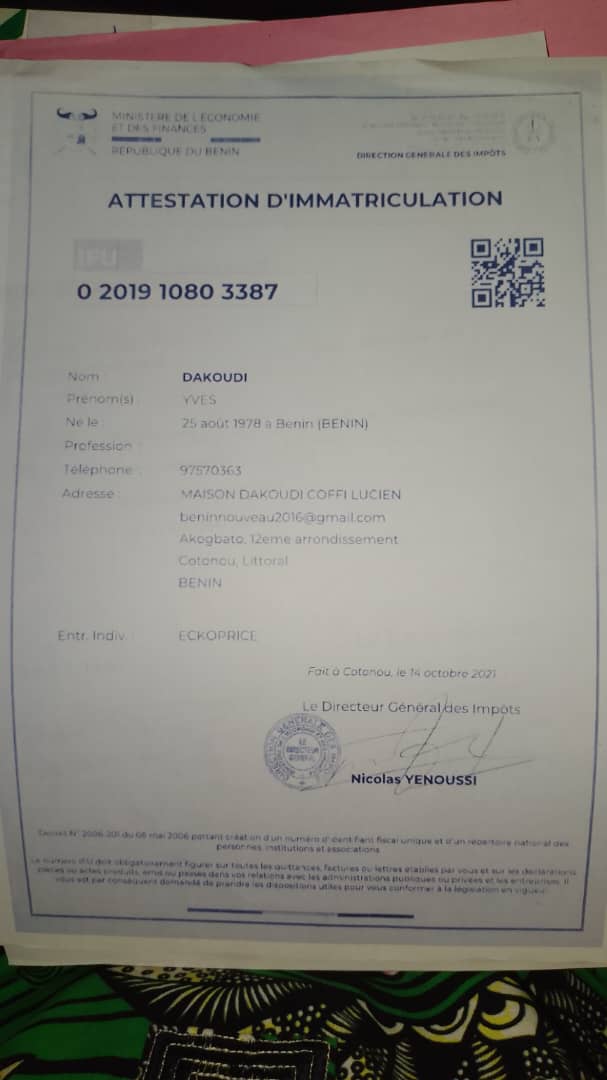 MINISTÈRE DE L'ÉCONOMIE
ET DES FINANCES
RÉPUBLIQUE DU BÉNIN
DIRECTION GENERALE DES IMPÔTS
ATTESTATION D'IMMATRICULATION
IFU
0 2019 1080 3387
Nom :
DAKOUDI
Prénom(s) :
YVES
Né le :
25 août 1978 à Benin (BENIN)
Profession :
Téléphone :
97570363
Adresse :
MAISON DAKOUDI COFFI LUCIEN
beninnouveau2016@gmail.com
Akogbato, 12eme arrondissement
Cotonou, Littoral
BENIN
Entr. Indiv. :
ECKOPRICE
Fait à Cotonou, le 14 octobre 2021
Le Directeur Général des Impôts
LE
DIRECTEUR
GENERAL
Nicolas YENOUSSI
Décret N° 2006-201 du 08 mai 2006 portant création d'un numéro d'identifiant fiscal unique et d'un répertoire national des
personnes, institutions et associations.
Le numéro d'IU doit obligatoirement figurer sur toutes les quittances, factures ou lettres établies par vous et sur les déclarations,
pièces ou actes produits, émis ou passés dans vos relations avec les administrations publiques ou privées et les entreprises. Il
vous est par conséquent demandé de prendre les dispositions utiles pour vous conformer à la législation en vigueur.